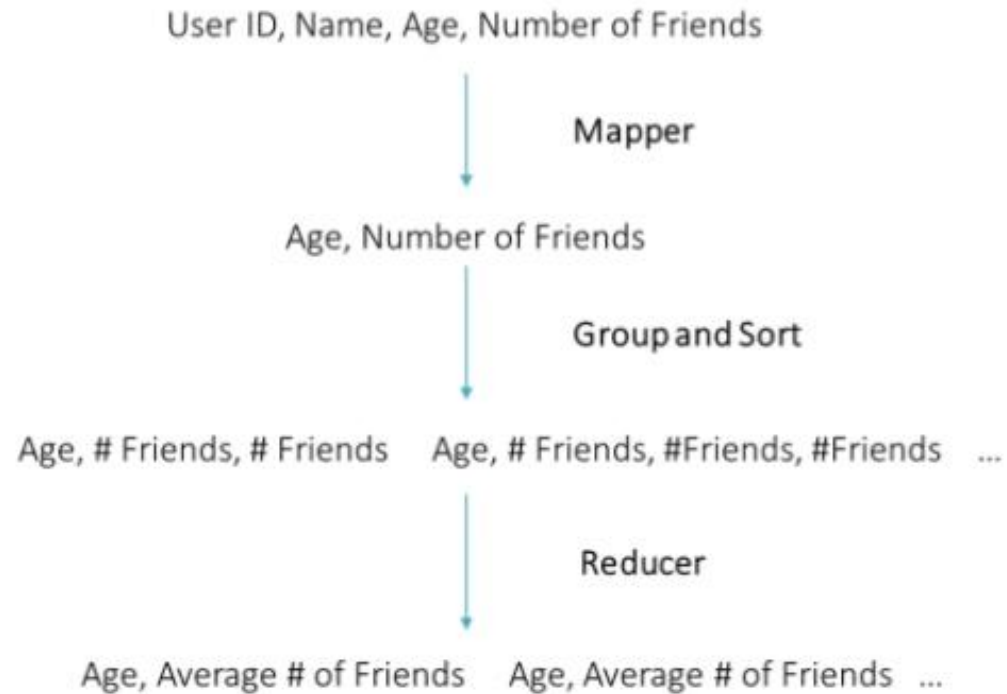 User ID, Name, Age, Number of Friends
Mapper
Age, Number of Friends
Group and Sort
Age, # Friends, # Friends Age, # Friends, #Friends, #Friends ...
Reducer
Age, Average # of Friends Age, Average # of Friends ...